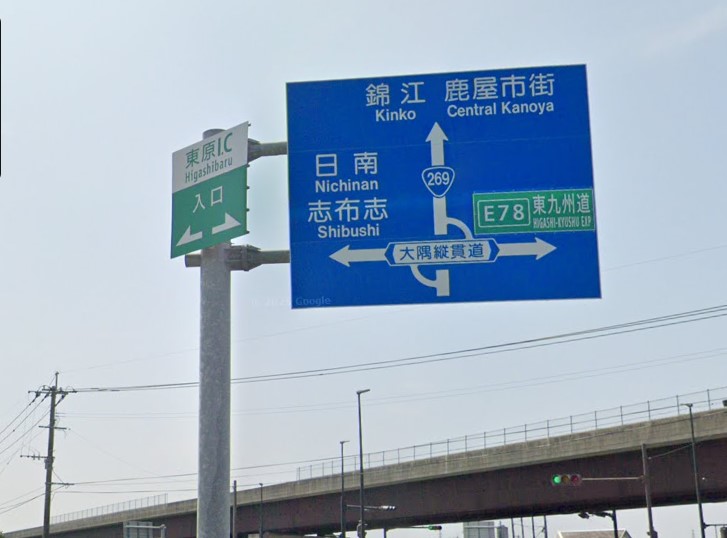 東原I.C
Higashibaru
入口
錦江 鹿屋市街
Kinko Central Kanoya
日南
Nichinan
志布志
Shibushi
269
E78 東九州道
HIGASHI-KYUSHU EXP
大隅縦貫道
Google